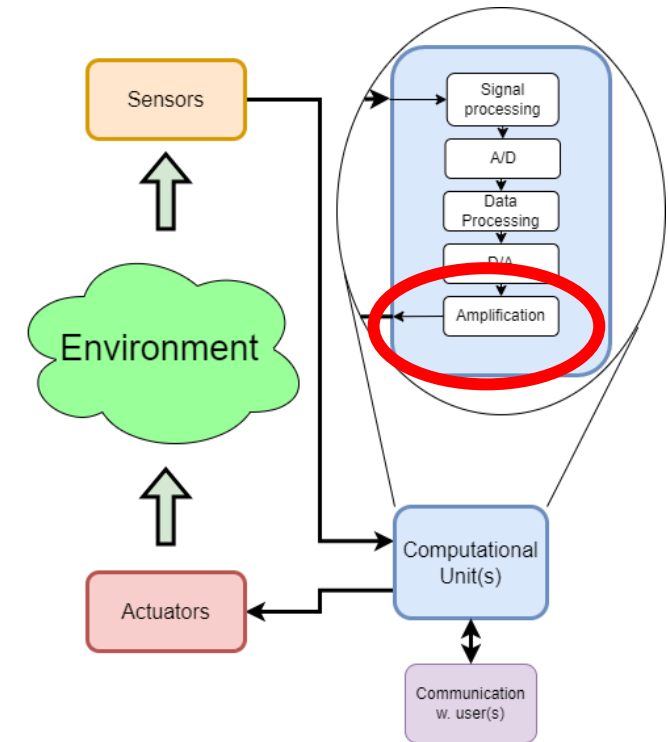 Sensors
Signal
processing
A/D
Data
Processing
D/A
Amplification
Environment
Computational
Unit(s)
Actuators
Communication
w. user(s)